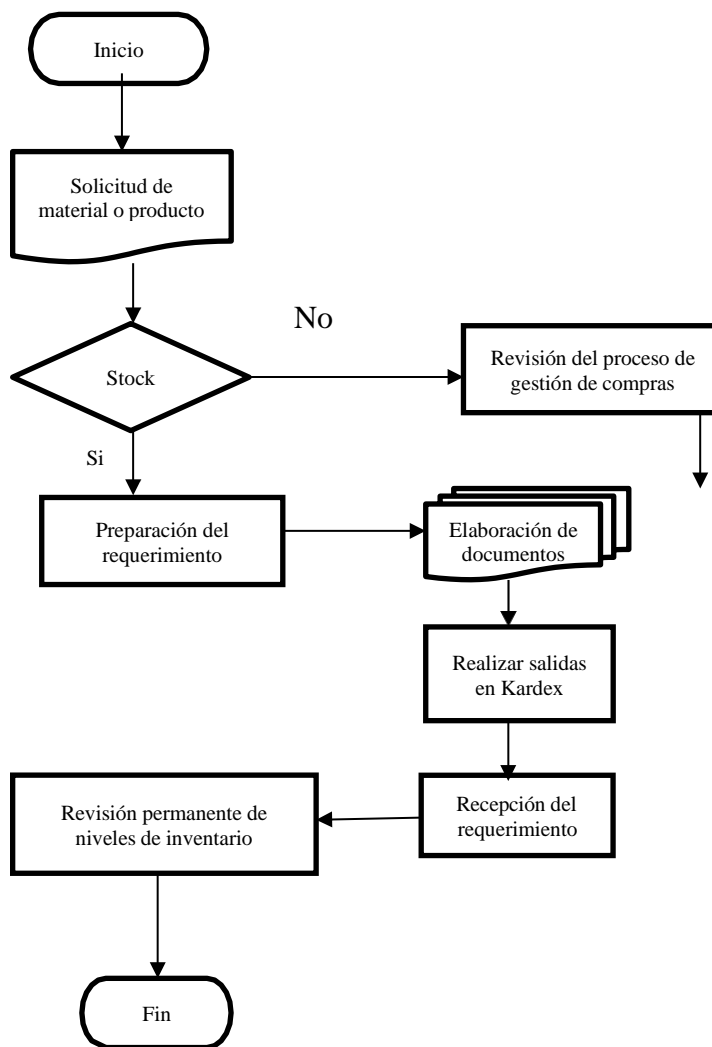 Inicio
Solicitud de
material o producto
No
Stock
Revisión del proceso de
gestión de compras
Si
Preparación del
requerimiento
Elaboración de
documentos
Realizar salidas
en Kardex
Recepción del
requerimiento
Revisión permanente de
niveles de inventario
Fin